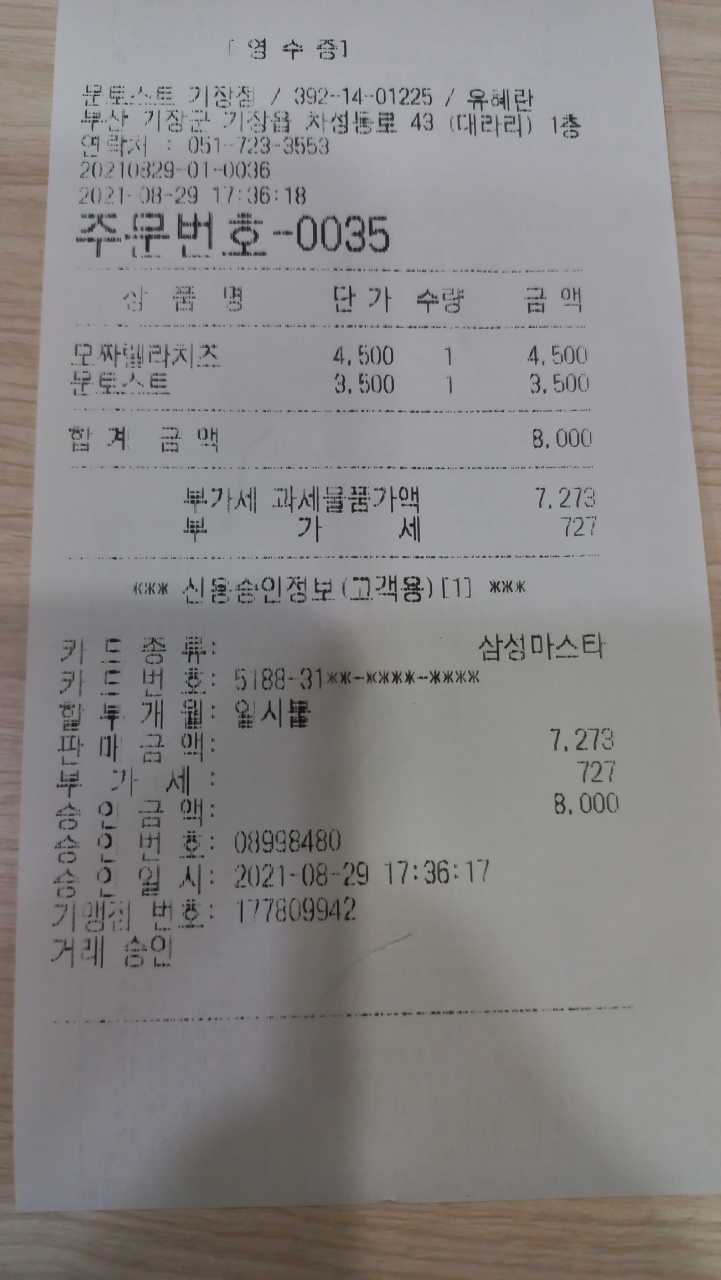 [ 영 수 증]
문토스트 기장점 / 392-14-01225 / 유혜란
부산 기장군 기장읍 차성동로 43 (대라리) 1층
연락처 : 051-723-3553
20210829-01-0036
2021-08-29 17:36:18
주문번호-0035
상 품 명 단 가 수량 금 액
모짜렐라치즈 4,500 1 4,500
문토스트 3,500 1 3,500
합 계 금 액 8,000
부가세 과세물품가액 7,273
부 가 세 727
*** 신용승인정보(고객용)[1] ***
카 드 종 류: 삼성마스타
카 드 번 호: 5188-31**-****-****
할 부 개 월: 일시불
판 매 금 액: 7,273
부 가 세 : 727
승 인 금 액: 8,000
승 인 번 호: 08998480
승 인 일 시: 2021-08-29 17:36:17
가맹점 번호: 177809942
거래 승인